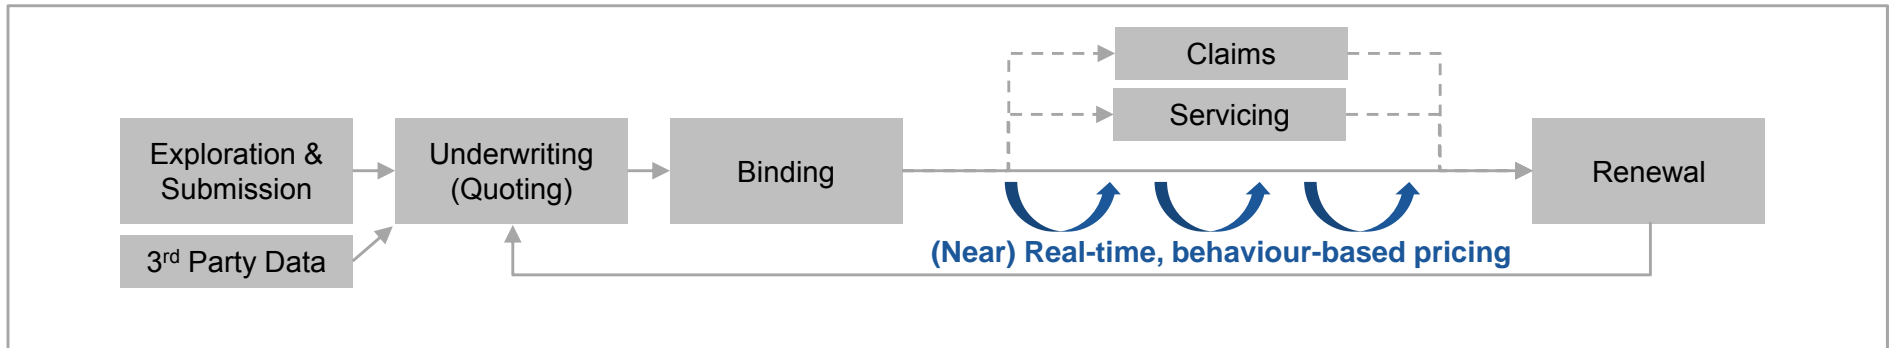 Claims
Servicing
Exploration &
Submission
Underwriting
(Quoting)
Binding
Renewal
3rd Party Data
(Near) Real-time, behaviour-based pricing